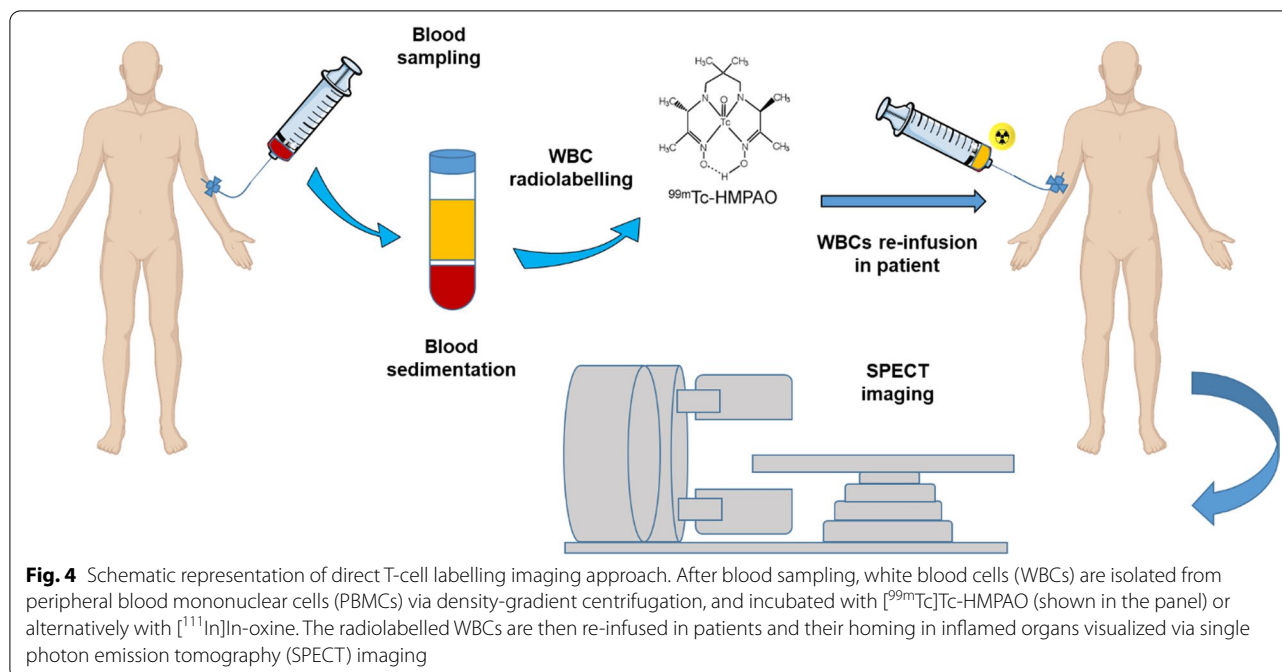 Blood
sampling
WBC
radiolabelling
Blood
sedimentation
H₃C
CH₃
H₃C
CH₃
N
N
O
Tc
N
N
H₃C
CH₃
O
O
H
⁹⁹ᵐTc-HMPAO
WBCs re-infusion
in patient
SPECT
imaging
Fig. 4 Schematic representation of direct T-cell labelling imaging approach. After blood sampling, white blood cells (WBCs) are isolated from
peripheral blood mononuclear cells (PBMCs) via density-gradient centrifugation, and incubated with [⁹⁹ᵐTc]Tc-HMPAO (shown in the panel) or
alternatively with [¹¹¹In]In-oxine. The radiolabelled WBCs are then re-infused in patients and their homing in inflamed organs visualized via single
photon emission tomography (SPECT) imaging